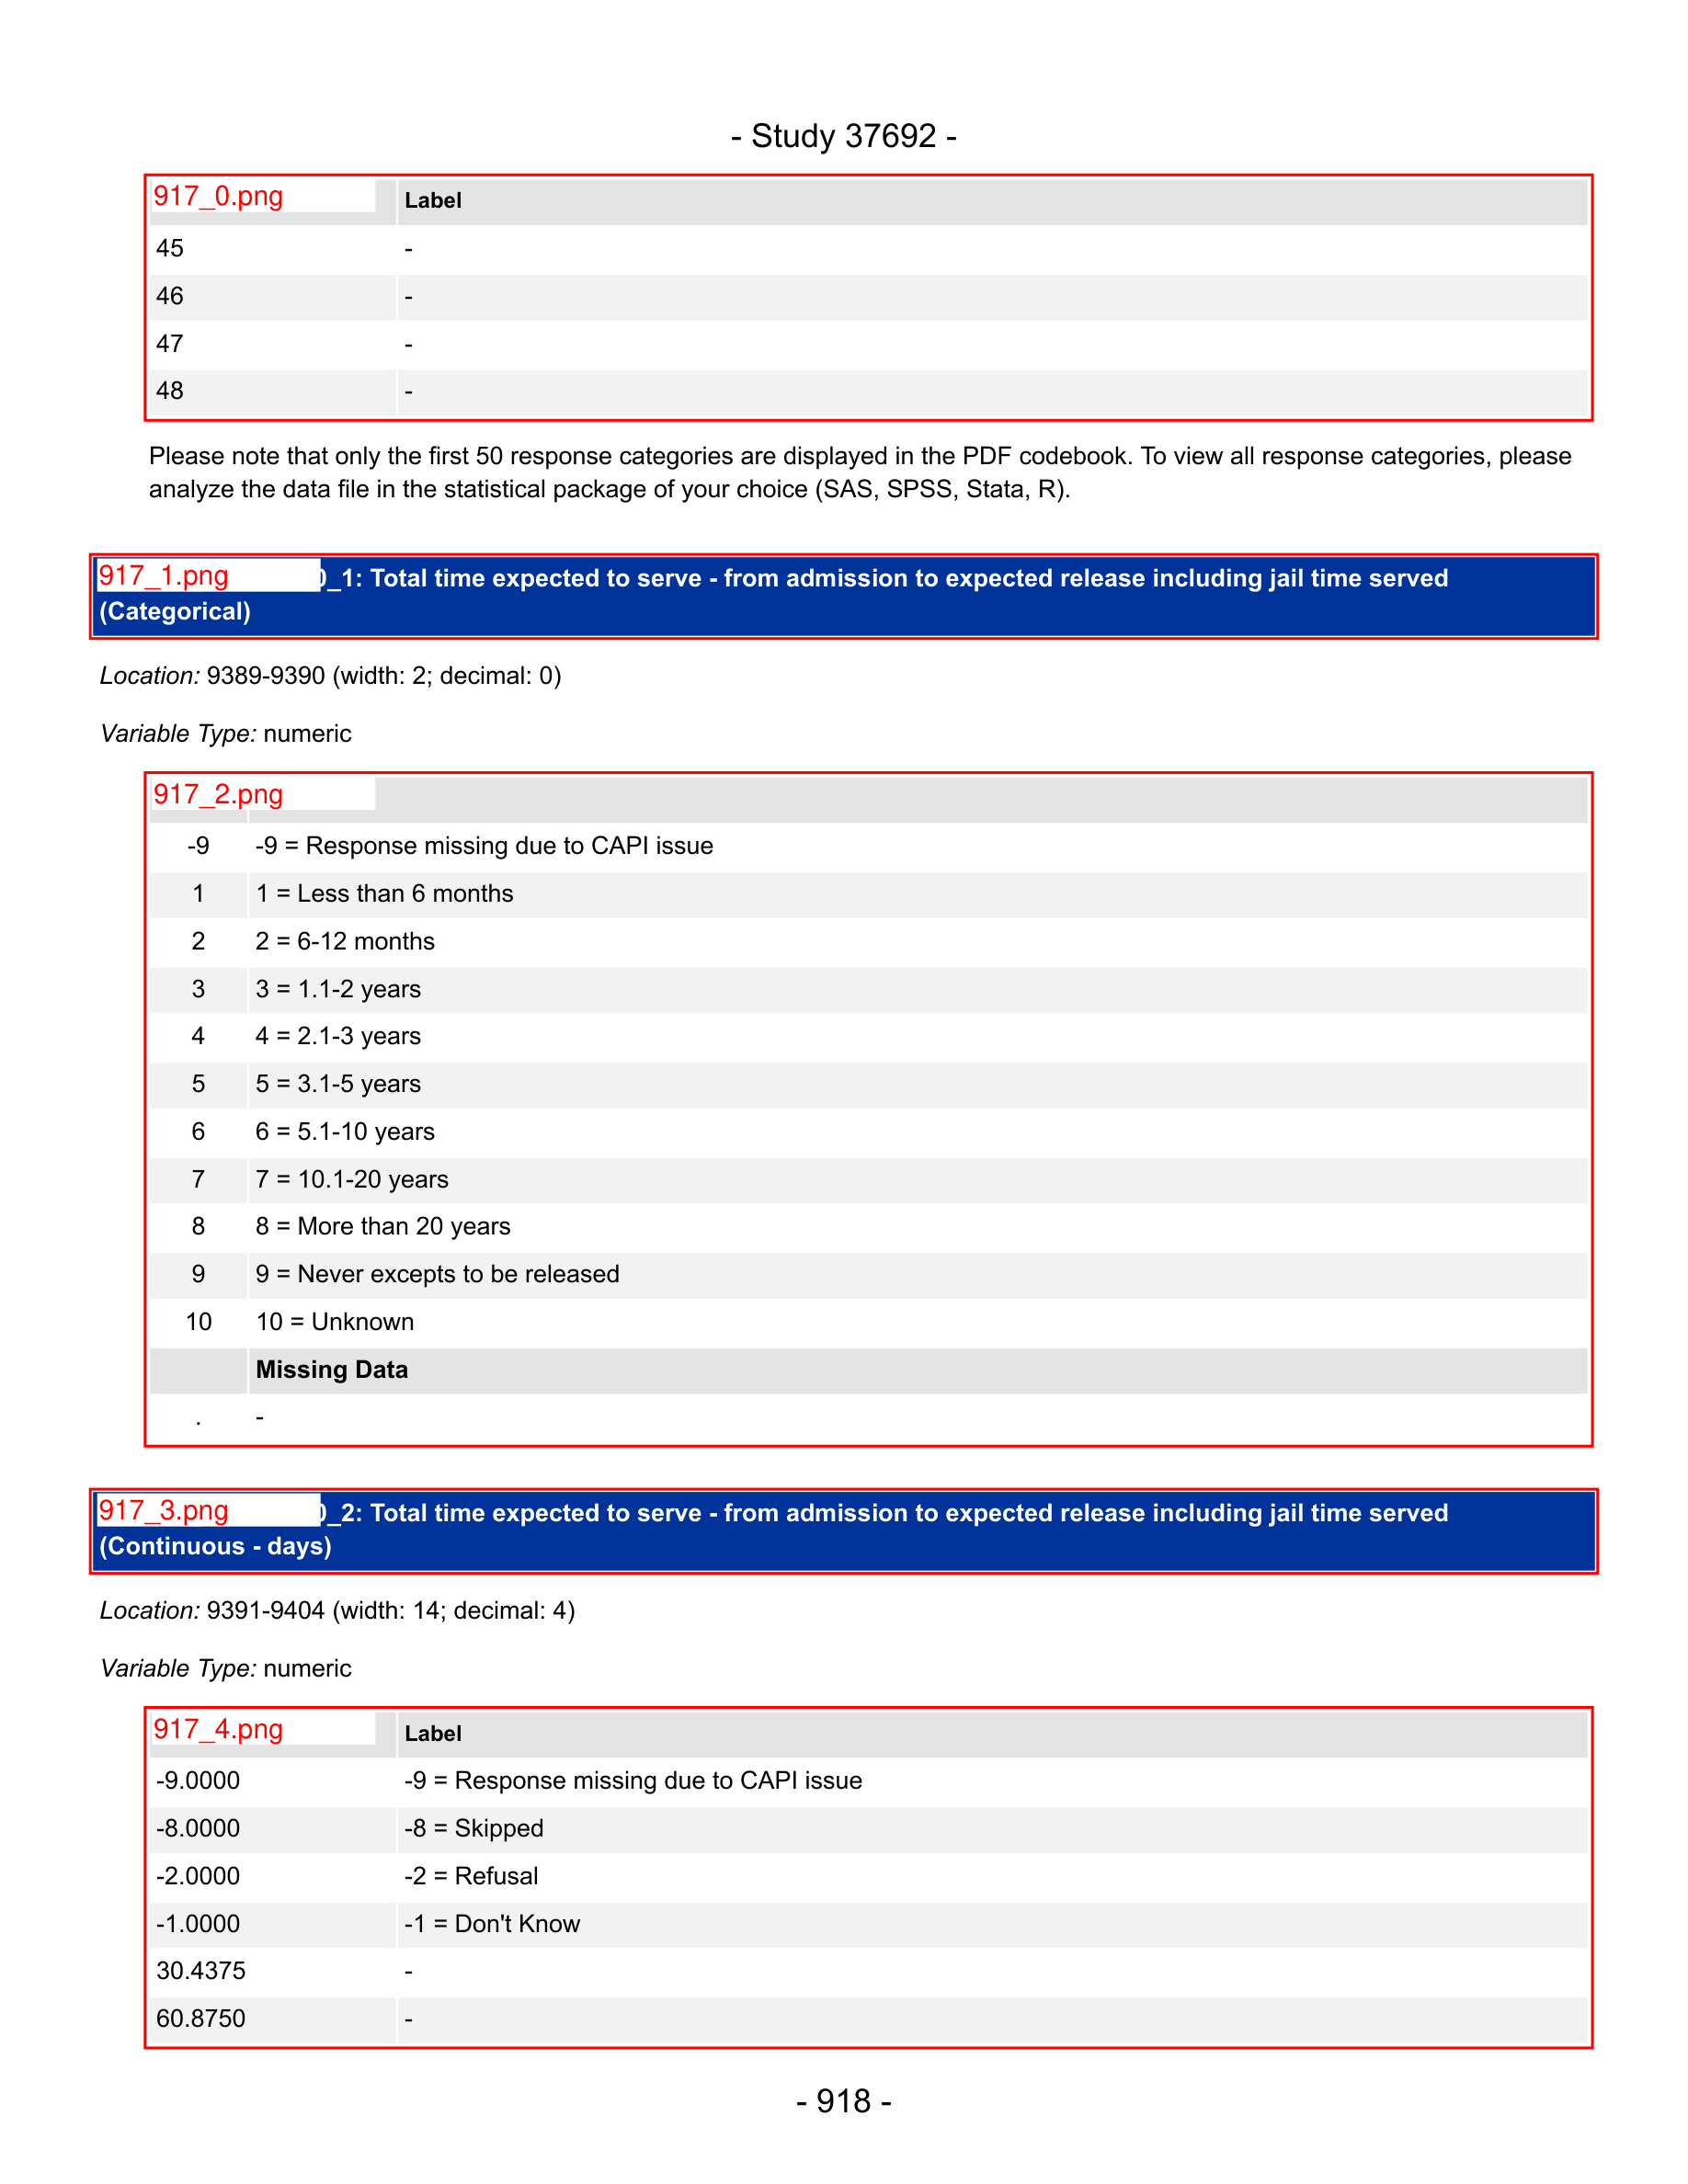 - Study 37692 -
917_0.png Label
45 -
46 -
47 -
48 -
Please note that only the first 50 response categories are displayed in the PDF codebook. To view all response categories, please
analyze the data file in the statistical package of your choice (SAS, SPSS, Stata, R).
917_1.png _1: Total time expected to serve - from admission to expected release including jail time served
(Categorical)
Location: 9389-9390 (width: 2; decimal: 0)
Variable Type: numeric
917_2.png
-9 -9 = Response missing due to CAPI issue
1 1 = Less than 6 months
2 2 = 6-12 months
3 3 = 1.1-2 years
4 4 = 2.1-3 years
5 5 = 3.1-5 years
6 6 = 5.1-10 years
7 7 = 10.1-20 years
8 8 = More than 20 years
9 9 = Never excepts to be released
10 10 = Unknown
Missing Data
. -
917_3.png _2: Total time expected to serve - from admission to expected release including jail time served
(Continuous - days)
Location: 9391-9404 (width: 14; decimal: 4)
Variable Type: numeric
917_4.png Label
-9.0000 -9 = Response missing due to CAPI issue
-8.0000 -8 = Skipped
-2.0000 -2 = Refusal
-1.0000 -1 = Don't Know
30.4375 -
60.8750 -
- 918 -